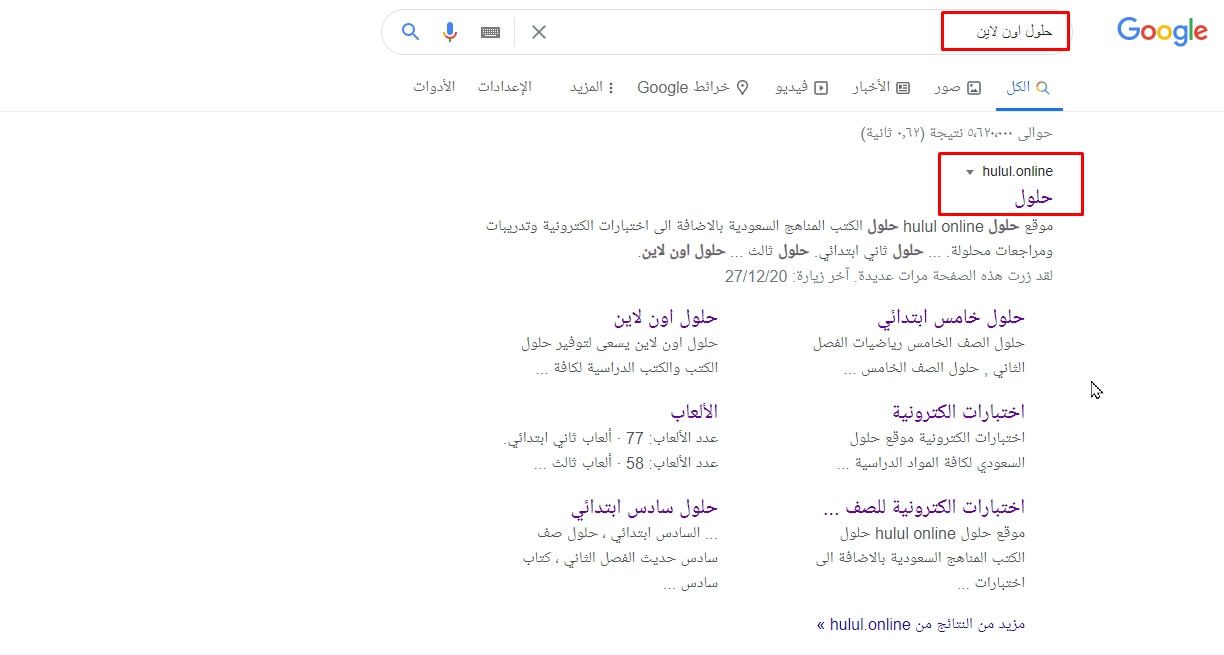 Google
حلول اون لاين
الكل
صور
الأخبار
فيديو
خرائط Google
المزيد
الإعدادات
الأدوات
حوالى ٥٬٦٢٠٬٠٠٠ نتيجة (٠٫٦٢ ثانية)
hulul.online
حلول
موقع حلول hulul online حلول الكتب المناهج السعودية بالاضافة الى اختبارات الكترونية وتدريبات
ومراجعات محلولة. ... حلول ثاني ابتدائي. حلول ثالث ... حلول اون لاين.
لقد زرت هذه الصفحة مرات عديدة. آخر زيارة: 27/12/20
حلول خامس ابتدائي
حلول الصف الخامس رياضيات الفصل
الثاني , حلول الصف الخامس ...
حلول اون لاين
حلول اون لاين يسعى لتوفير حلول
الكتب والكتب الدراسية لكافة ...
اختبارات الكترونية
اختبارات الكترونية موقع حلول
السعودي لكافة المواد الدراسية ...
الألعاب
عدد الألعاب: 77 · ألعاب ثاني ابتدائي.
عدد الألعاب: 58 · ألعاب ثالث ...
اختبارات الكترونية للصف ...
موقع حلول hulul online حلول
الكتب المناهج السعودية بالاضافة الى
اختبارات ...
حلول سادس ابتدائي
... السادس ابتدائي ، حلول صف
سادس حديث الفصل الثاني ، كتاب
سادس ...
مزيد من النتائج من hulul.online »